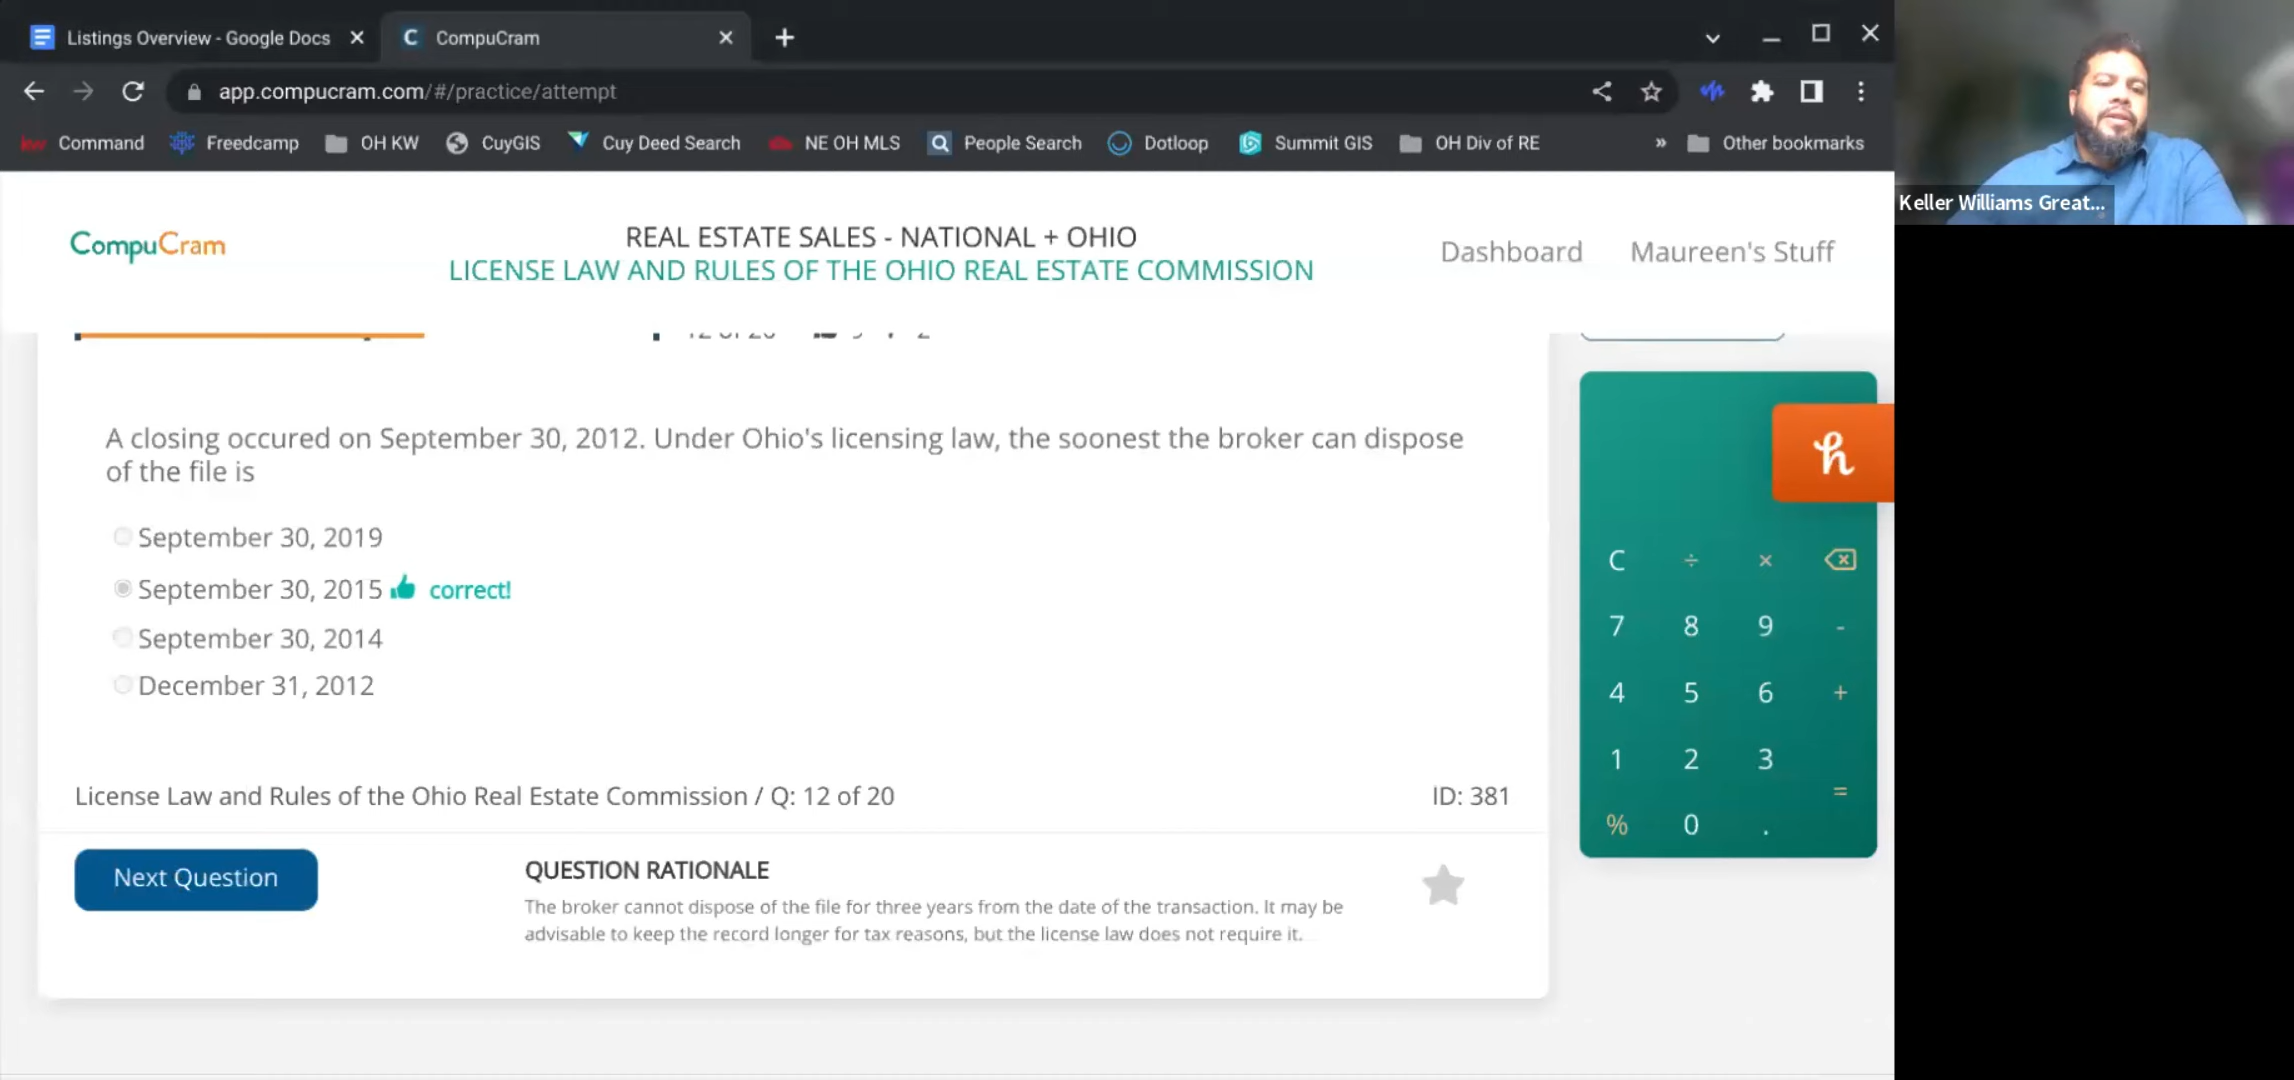 Listings Overview - Google Docs
CompuCram
app.compucram.com/#/practice/attempt
Command Freedcamp OH KW CuyGIS Cuy Deed Search NE OH MLS People Search Dotloop Summit GIS OH Div of RE » Other bookmarks
Keller Williams Great...
CompuCram
REAL ESTATE SALES - NATIONAL + OHIO
LICENSE LAW AND RULES OF THE OHIO REAL ESTATE COMMISSION
Dashboard Maureen's Stuff
A closing occured on September 30, 2012. Under Ohio's licensing law, the soonest the broker can dispose
of the file is
September 30, 2019
September 30, 2015 correct!
September 30, 2014
December 31, 2012
License Law and Rules of the Ohio Real Estate Commission / Q: 12 of 20
ID: 381
Next Question
QUESTION RATIONALE
The broker cannot dispose of the file for three years from the date of the transaction. It may be
advisable to keep the record longer for tax reasons, but the license law does not require it.
h
C ÷ ×
7 8 9 -
4 5 6 +
1 2 3
=
% 0 .